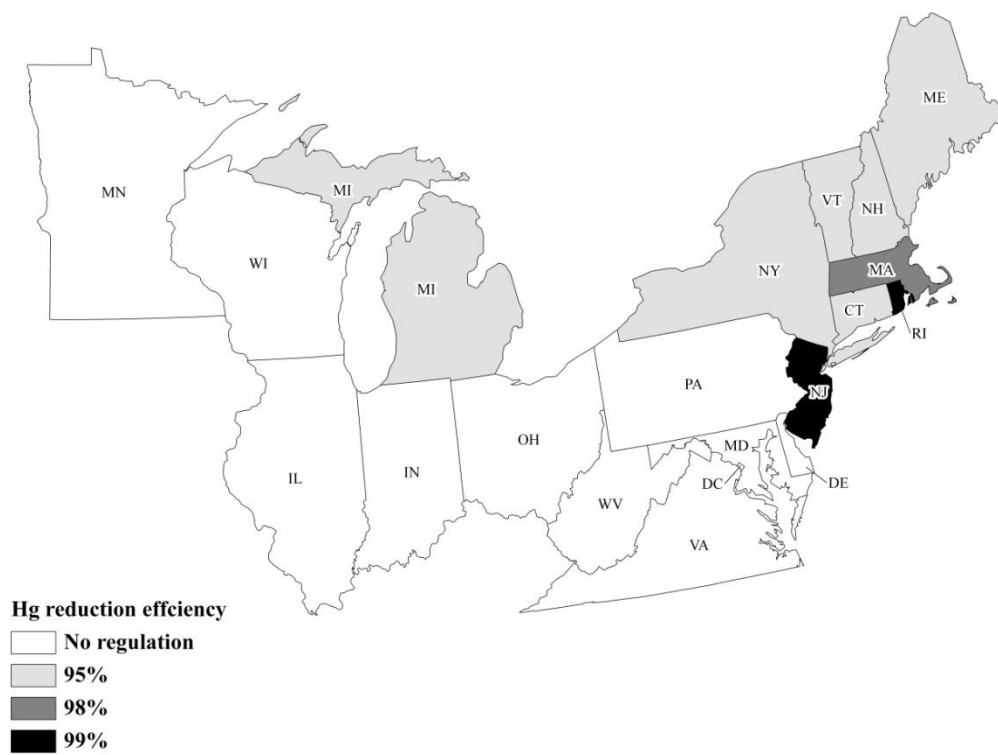 ME
MN
MI
VT
NH
WI
NY
MA
MI
CT
RI
PA
NJ
OH
MD
IL
IN
DC
DE
WV
VA
Hg reduction effciency
No regulation
95%
98%
99%